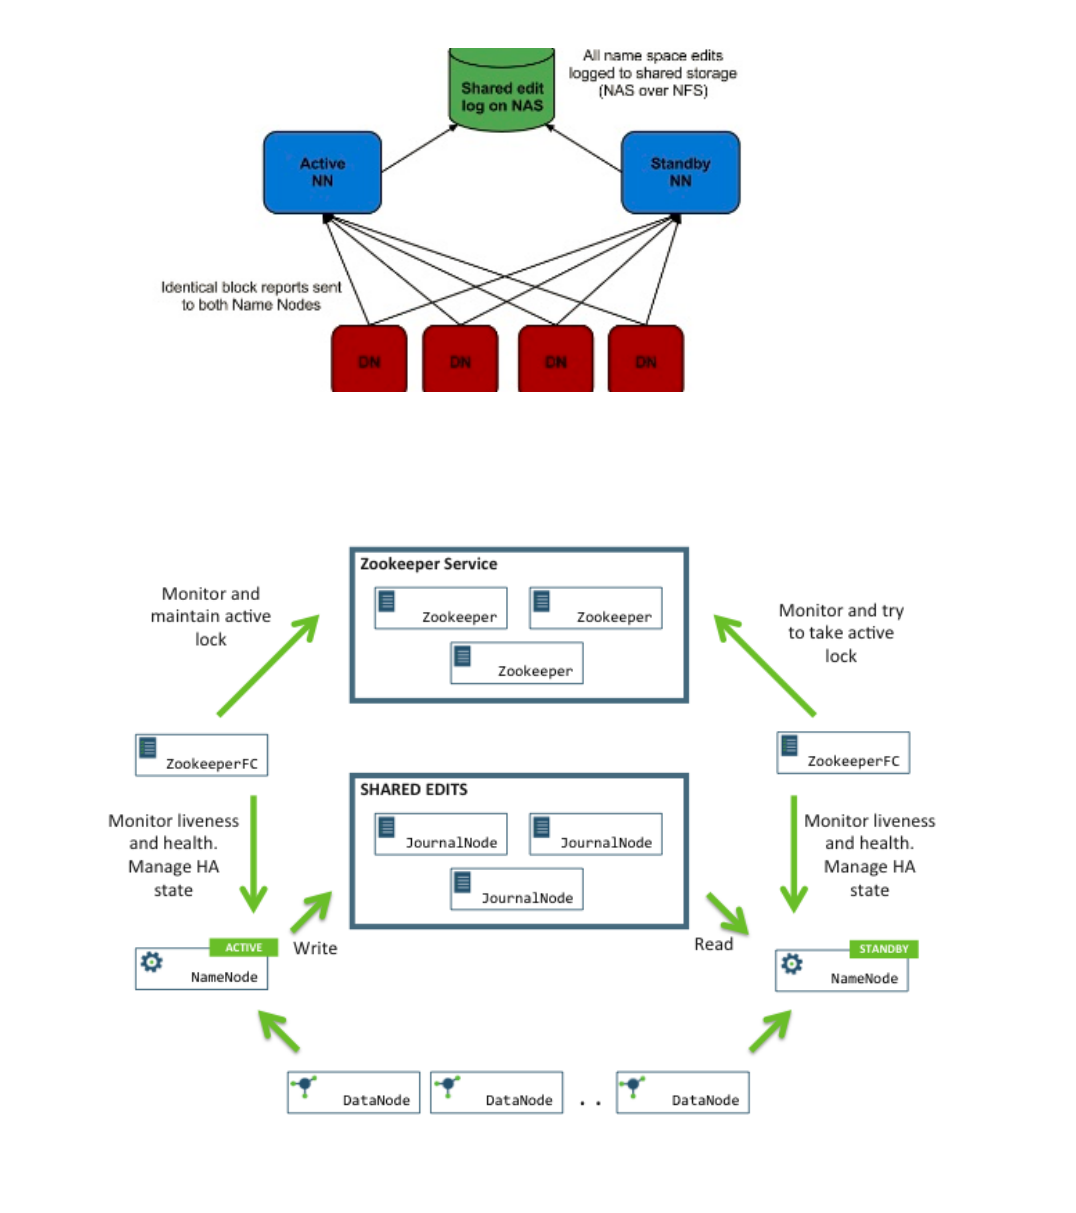 All name space edits
logged to shared storage
(NAS over NFS)
Shared edit
log on NAS
Active
NN
Standby
NN
Identical block reports sent
to both Name Nodes
DN
DN
DN
DN
Zookeeper Service
Zookeeper
Zookeeper
Zookeeper
Monitor and
maintain active
lock
Monitor and try
to take active
lock
ZookeeperFC
ZookeeperFC
SHARED EDITS
JournalNode
JournalNode
JournalNode
Monitor liveness
and health.
Manage HA
state
Monitor liveness
and health.
Manage HA
state
Write
Read
ACTIVE
NameNode
STANDBY
NameNode
DataNode
DataNode
. .
DataNode